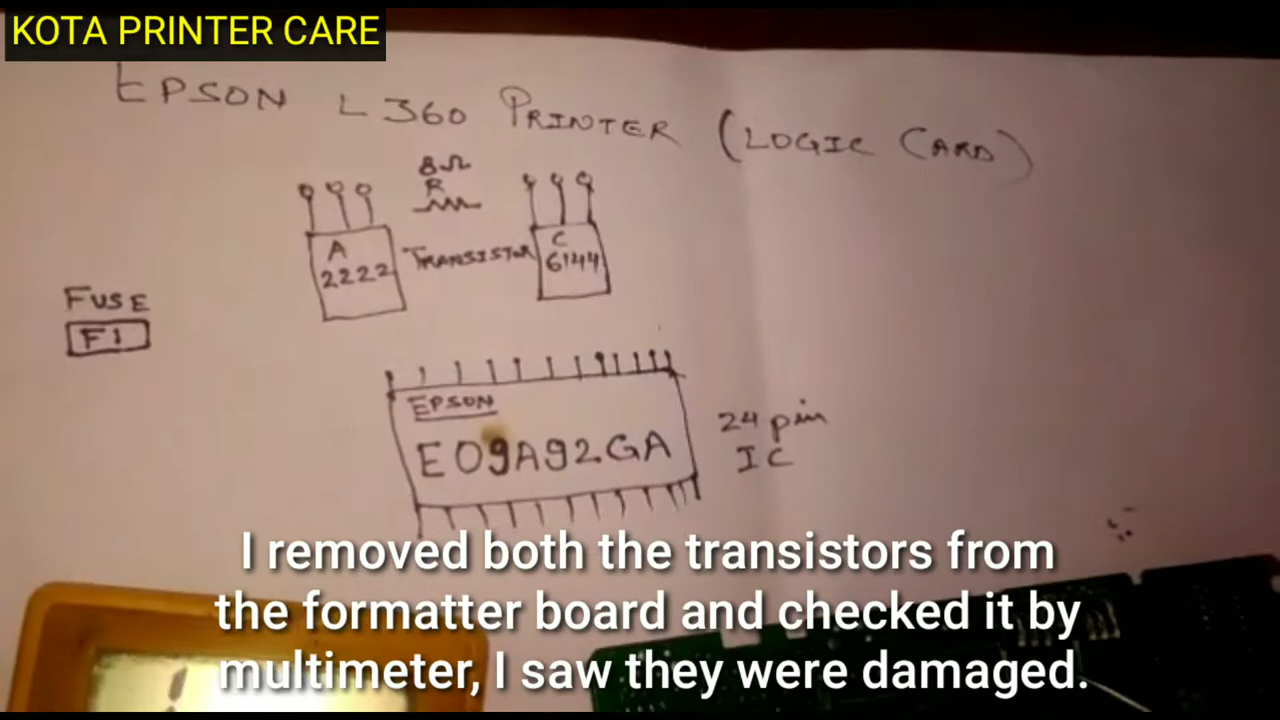 KOTA PRINTER CARE
EPSON L360 PRINTER (LOGIC CARD)
8Ω
R
A
2222
TRANSISTOR
C
6144
FUSE
F1
EPSON
E09A92GA
24 pin
IC
I removed both the transistors from
the formatter board and checked it by
multimeter, I saw they were damaged.